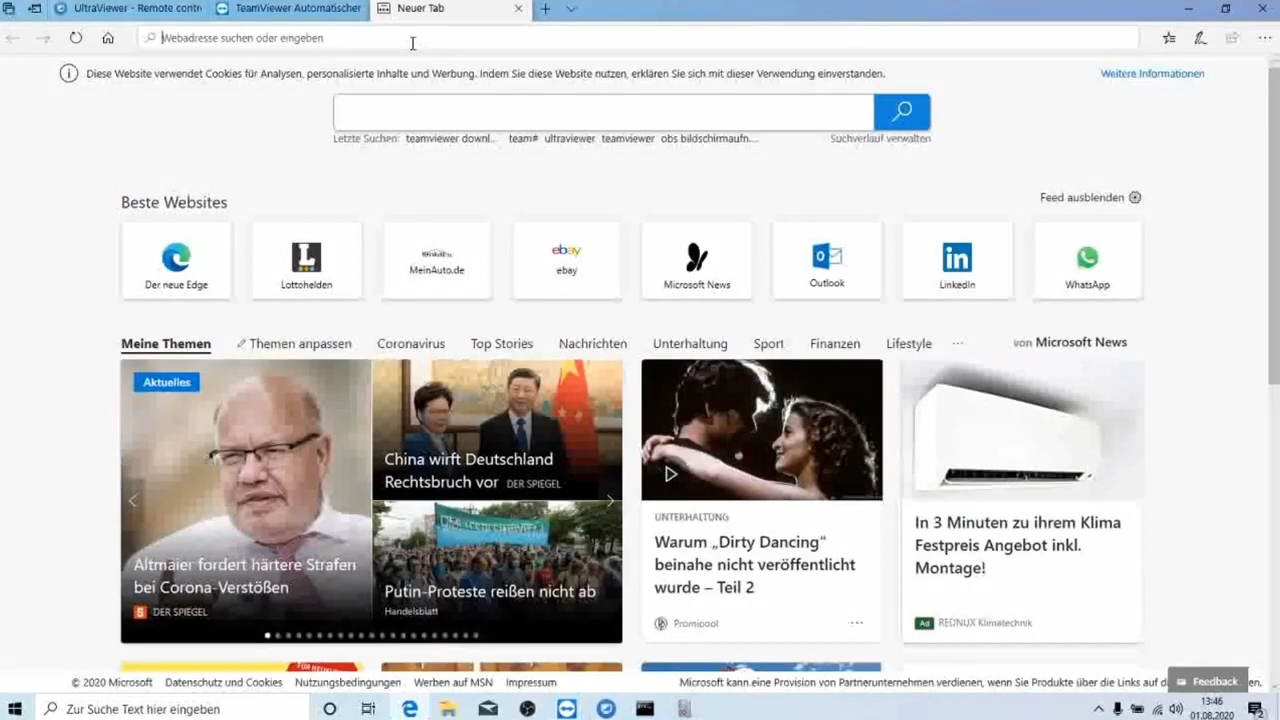 UltraViewer - Remote contro
TeamViewer Automatischer
Neuer Tab
Webadresse suchen oder eingeben
Diese Website verwendet Cookies für Analysen, personalisierte Inhalte und Werbung. Indem Sie diese Website nutzen, erklären Sie sich mit dieser Verwendung einverstanden.
Weitere Informationen
Letzte Suchen: teamviewer downl... team# ultraviewer teamviewer obs bildschirmaufn...
Suchverlauf verwalten
Beste Websites
Feed ausblenden
Der neue Edge
L
Lottohelden
MeinAuto.de
ebay
ebay
Microsoft News
Outlook
in
LinkedIn
WhatsApp
Meine Themen
Themen anpassen
Coronavirus
Top Stories
Nachrichten
Unterhaltung
Sport
Finanzen
Lifestyle
...
von Microsoft News
Aktuelles
Altmaier fordert härtere Strafen
bei Corona-Verstößen
S DER SPIEGEL
China wirft Deutschland
Rechtsbruch vor DER SPIEGEL
Putin-Proteste reißen nicht ab
Handelsblatt
UNTERHALTUNG
Warum „Dirty Dancing“
beinahe nicht veröffentlicht
wurde – Teil 2
Promipool
...
In 3 Minuten zu ihrem Klima
Festpreis Angebot inkl.
Montage!
Ad REDNUX Klimatechnik
© 2020 Microsoft
Datenschutz und Cookies
Nutzungsbedingungen
Werben auf MSN
Impressum
Microsoft kann eine Provision von Partnerunternehmen verdienen, wenn Sie Produkte über die Links auf di
Feedback
en.
Zur Suche Text hier eingeben
13:46
01.08.2020